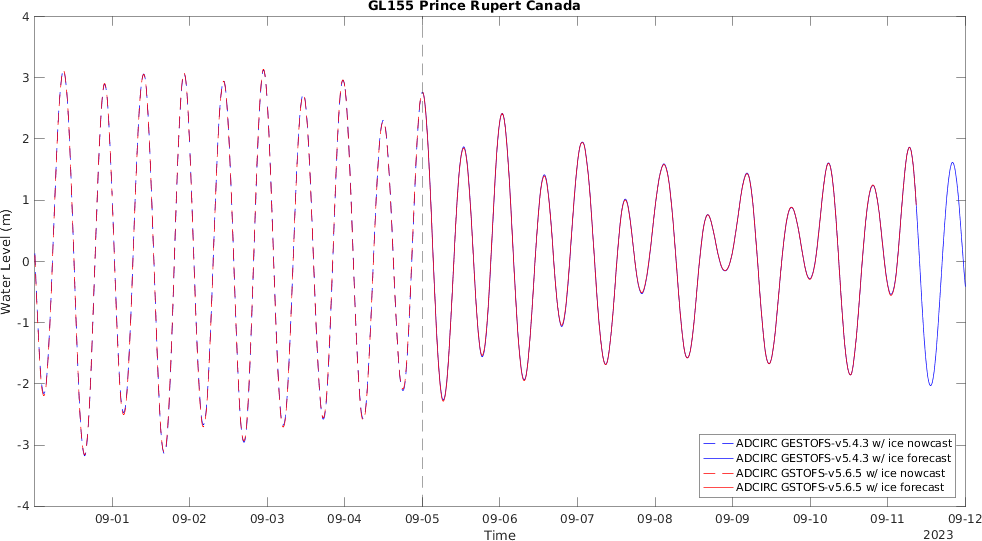 GL155 Prince Rupert Canada
4
3
2
1
0
-1
-2
-3
-4
Water Level (m)
ADCIRC GESTOFS-v5.4.3 w/ ice nowcast
ADCIRC GESTOFS-v5.4.3 w/ ice forecast
ADCIRC GSTOFS-v5.6.5 w/ ice nowcast
ADCIRC GSTOFS-v5.6.5 w/ ice forecast
09-01 09-02 09-03 09-04 09-05 09-06 09-07 09-08 09-09 09-10 09-11 09-12
Time
2023